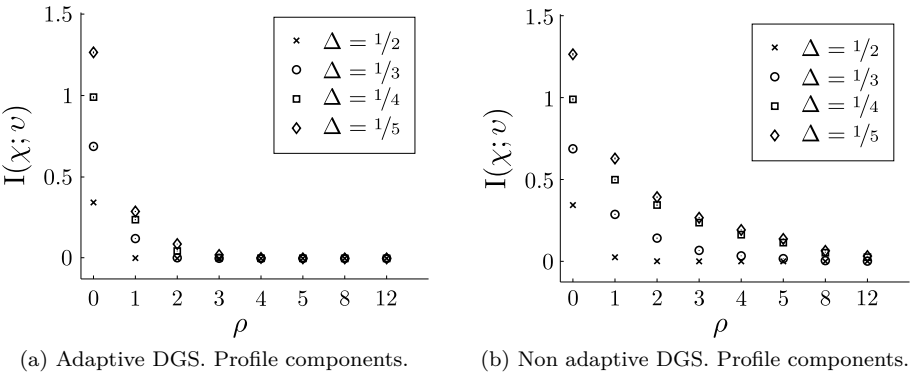 1.5
1
0.5
0
I(χ; υ)
0 1 2 3 4 5 8 12
ρ
Δ = 1/2
Δ = 1/3
Δ = 1/4
Δ = 1/5
(a) Adaptive DGS. Profile components.
1.5
1
0.5
0
I(χ; υ)
0 1 2 3 4 5 8 12
ρ
Δ = 1/2
Δ = 1/3
Δ = 1/4
Δ = 1/5
(b) Non adaptive DGS. Profile components.